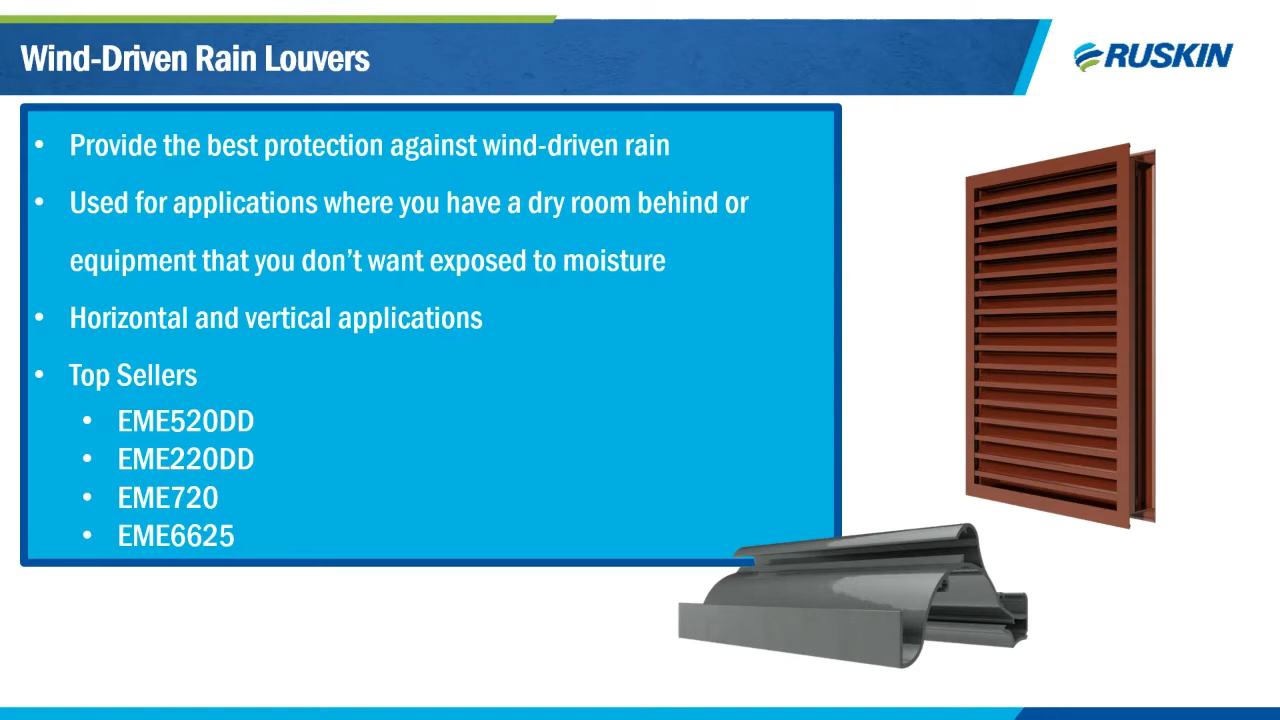 Wind-Driven Rain Louvers
RUSKIN
• Provide the best protection against wind-driven rain
• Used for applications where you have a dry room behind or
equipment that you don’t want exposed to moisture
• Horizontal and vertical applications
• Top Sellers
• EME520DD
• EME220DD
• EME720
• EME6625